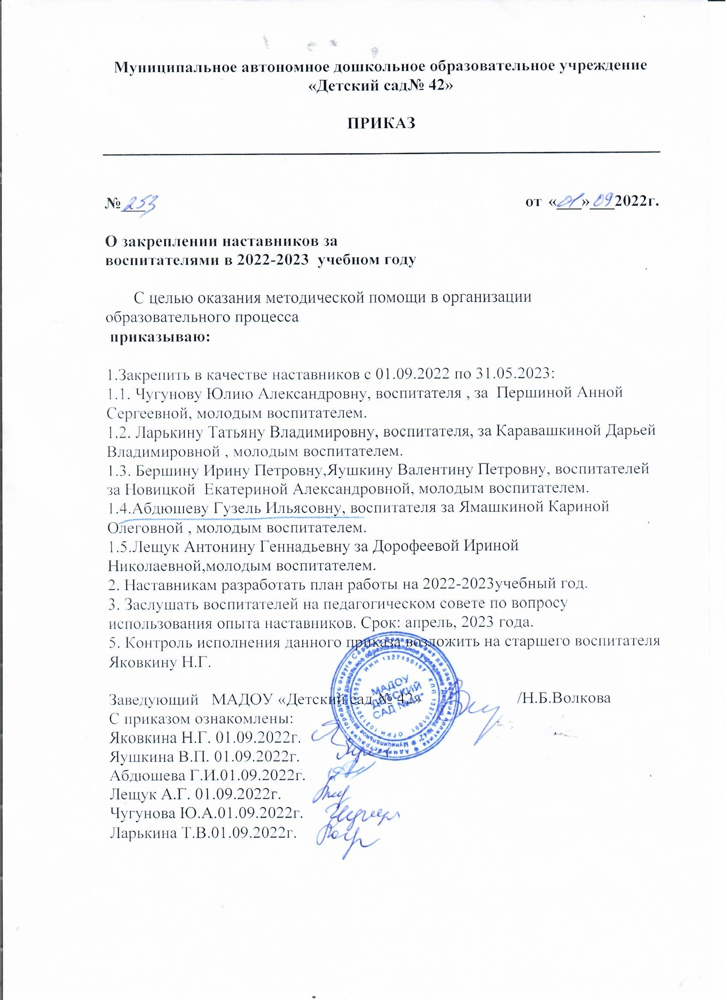 Муниципальное автономное дошкольное образовательное учреждение
«Детский сад№ 42»
ПРИКАЗ
№ 253 от «01» 09 2022г.
О закреплении наставников за
воспитателями в 2022-2023 учебном году
С целью оказания методической помощи в организации
образовательного процесса
приказываю:
1.Закрепить в качестве наставников с 01.09.2022 по 31.05.2023:
1.1. Чугунову Юлию Александровну, воспитателя , за Першиной Анной
Сергеевной, молодым воспитателем.
1.2. Ларькину Татьяну Владимировну, воспитателя, за Каравашкиной Дарьей
Владимировной , молодым воспитателем.
1.3. Бершину Ирину Петровну,Яушкину Валентину Петровну, воспитателей
за Новицкой Екатериной Александровной, молодым воспитателем.
1.4.Абдюшеву Гузель Ильясовну, воспитателя за Ямашкиной Кариной
Олеговной , молодым воспитателем.
1.5.Лещук Антонину Геннадьевну за Дорофеевой Ириной
Николаевной,молодым воспитателем.
2. Наставникам разработать план работы на 2022-2023учебный год.
3. Заслушать воспитателей на педагогическом совете по вопросу
использования опыта наставников. Срок: апрель, 2023 года.
5. Контроль исполнения данного приказа возложить на старшего воспитателя
Яковкину Н.Г.
Заведующий МАДОУ «Детский сад № 42» /Н.Б.Волкова
С приказом ознакомлены:
Яковкина Н.Г. 01.09.2022г.
Яушкина В.П. 01.09.2022г.
Абдюшева Г.И.01.09.2022г.
Лещук А.Г. 01.09.2022г.
Чугунова Ю.А.01.09.2022г.
Ларькина Т.В.01.09.2022г.
МАДОУ
"ДЕТСКИЙ
САД №42"
ИНН 1327150197 КПП 132701001 ОГРН